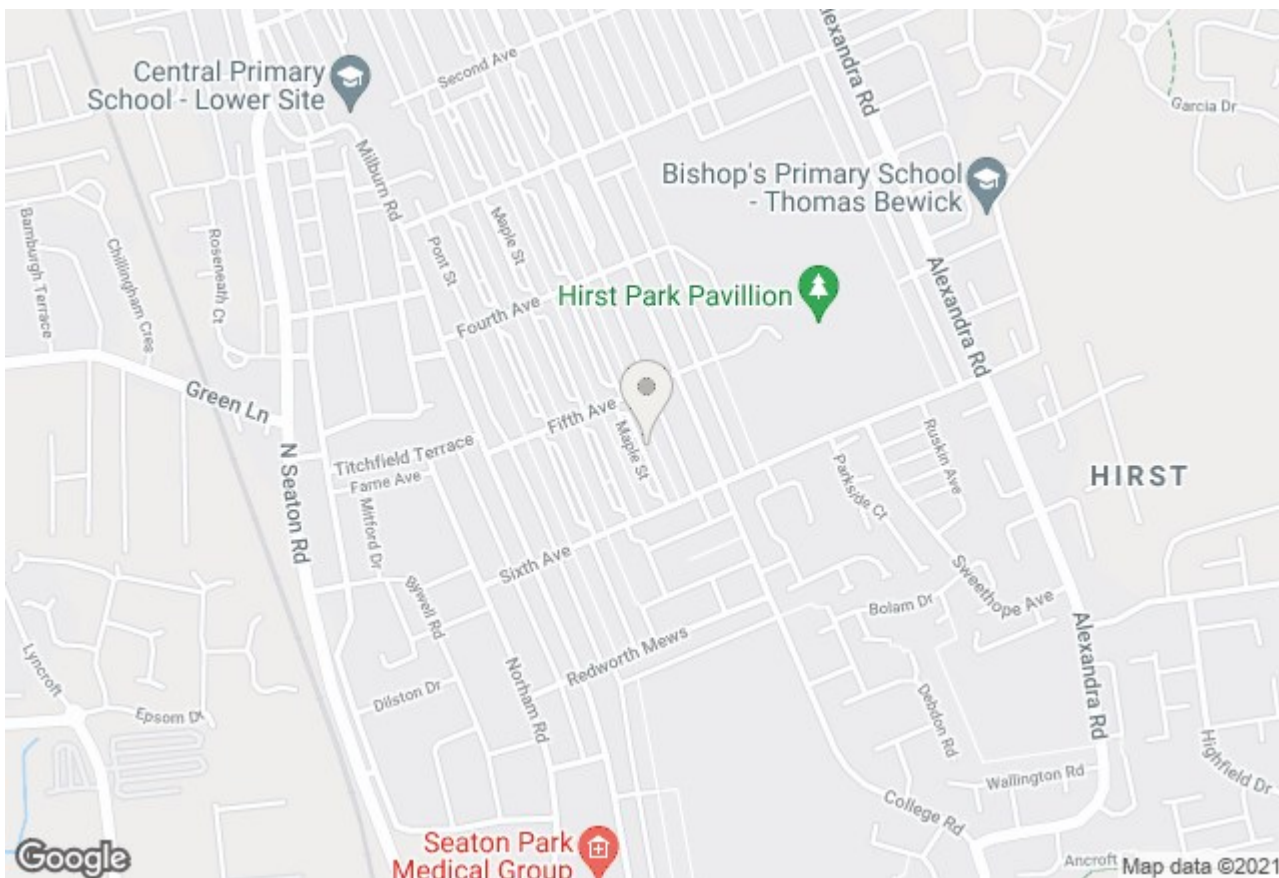 Alexandra Rd
Second Ave
Central Primary
School - Lower Site
Garcia Dr
Milburn Rd
Bishop's Primary School
- Thomas Bewick
Bamburgh Terrace
Chillingham Cres
Roseneath Ct
Pont St
Maple St
Alexandra Rd
Hirst Park Pavillion
Fourth Ave
Green Ln
Fifth Ave
Maple St
Titchfield Terrace
Farne Ave
N Seaton Rd
Mitford Dr
Ruskin Ave
Parkside Ct
HIRST
Sixth Ave
Bywell Rd
Sweethope Ave
Bolam Dr
Alexandra Rd
Redworth Mews
Lyncroft
Norham Rd
Dilston Dr
Epsom Dr
Debdon Rd
Highfield Dr
Wallington Rd
College Rd
Seaton Park
Medical Group
Ancroft
Google
Map data ©2021